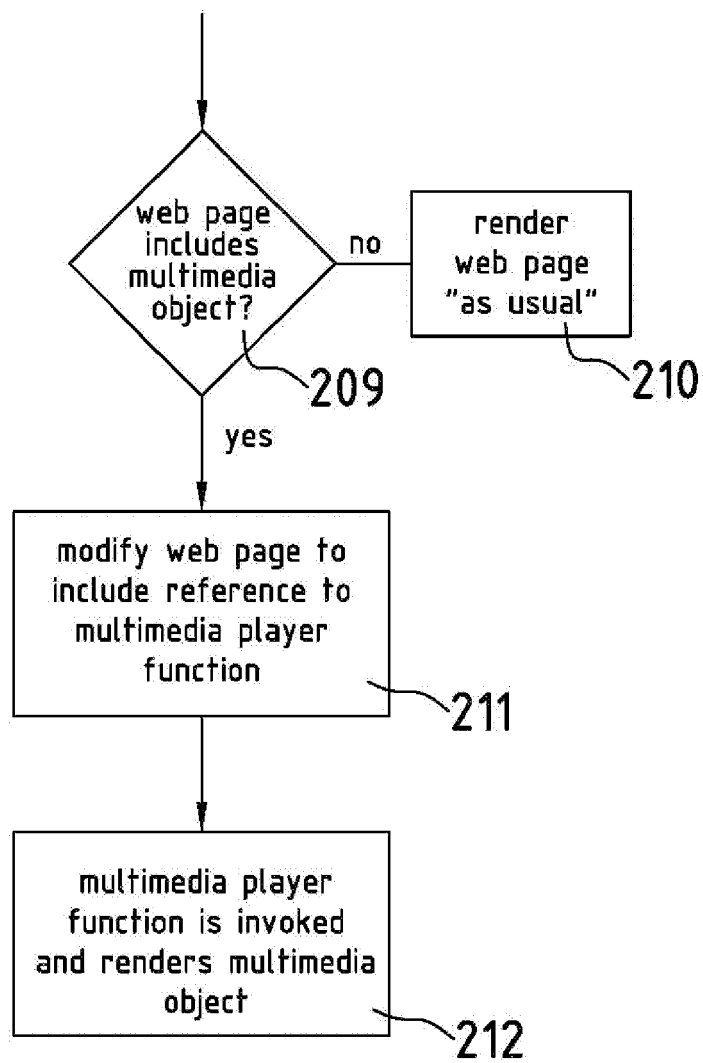 web page
includes
multimedia
object?
209
no
render
web page
"as usual"
210
yes
modify web page to
include reference to
multimedia player
function
211
multimedia player
function is invoked
and renders multimedia
object
212